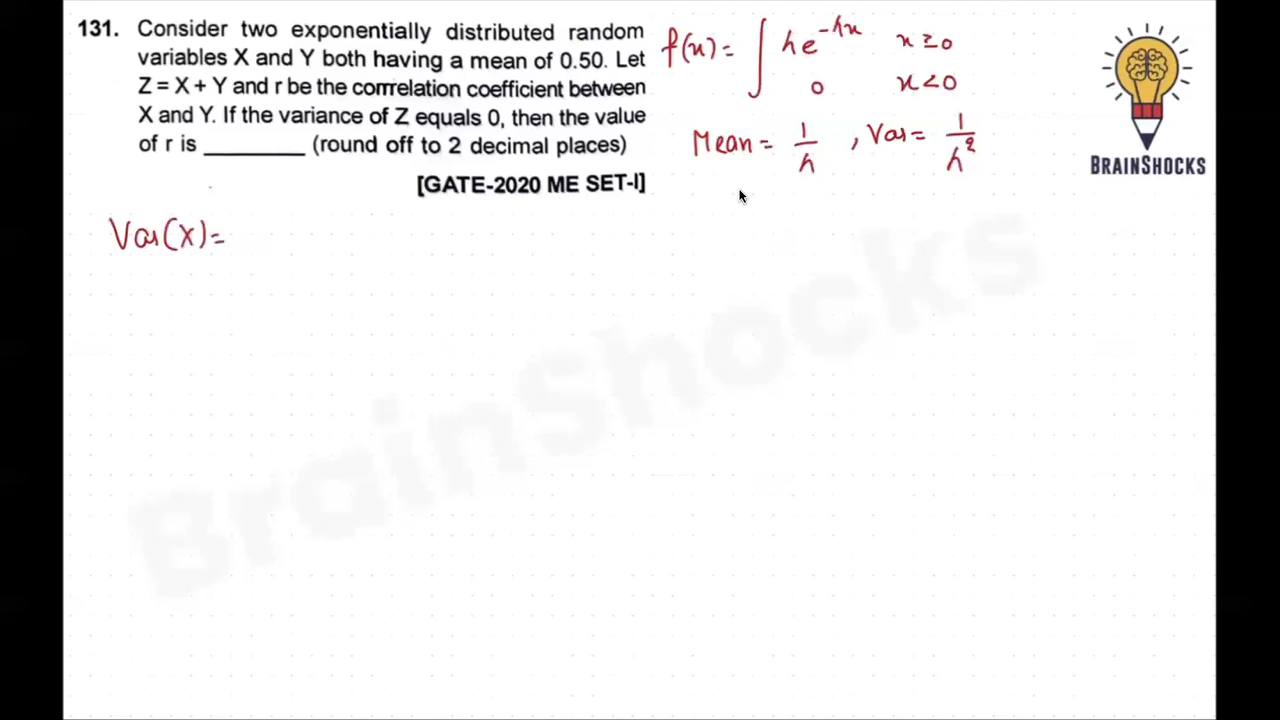 131. Consider two exponentially distributed random
variables X and Y both having a mean of 0.50. Let
Z = X + Y and r be the corrrelation coefficient between
X and Y. If the variance of Z equals 0, then the value
of r is ________ (round off to 2 decimal places)
[GATE-2020 ME SET-I]
f(x) = ∫ λe^-λx x ≥ 0
0 x < 0
Mean = 1/λ , Var = 1/λ²
BRAINSHOCKS
Var(X) =
BrainShocks